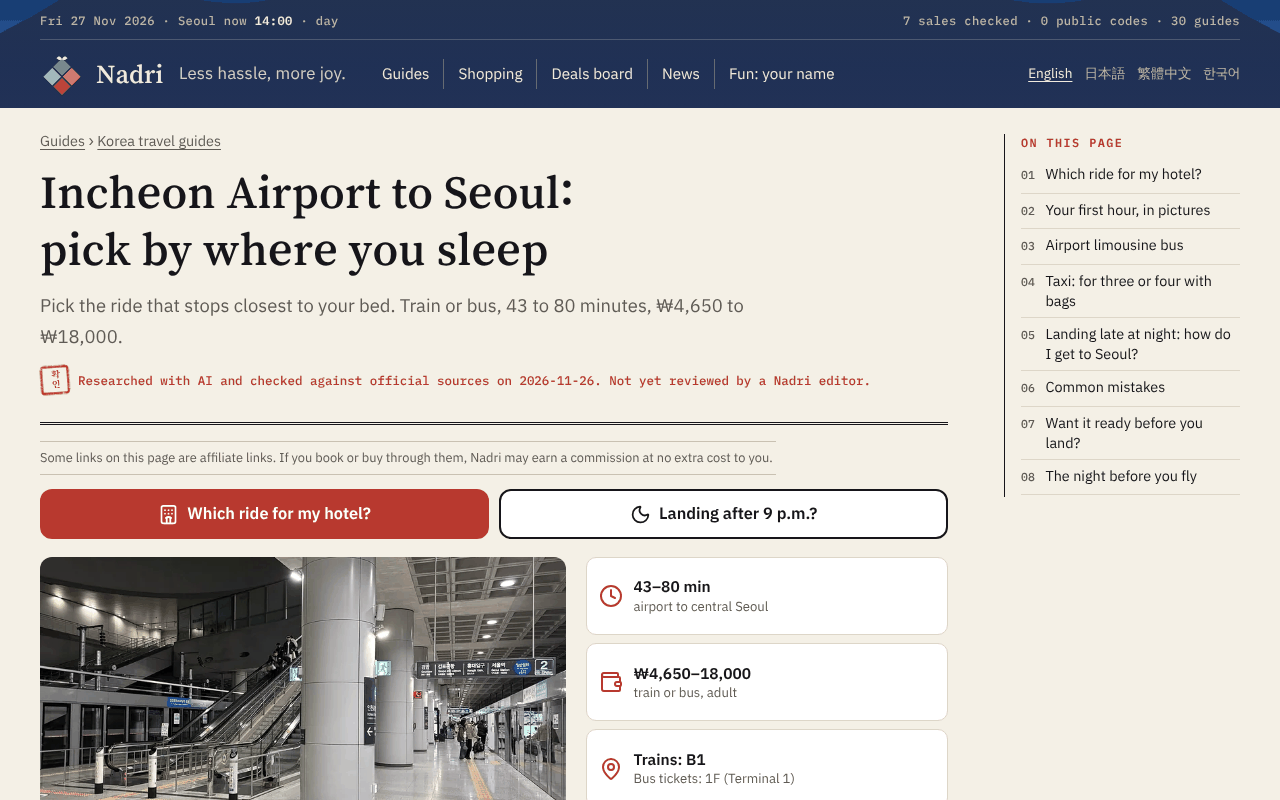 Fri 27 Nov 2026 · Seoul now 14:00 · day
7 sales checked · 0 public codes · 30 guides
Nadri
Less hassle, more joy.
Guides
Shopping
Deals board
News
Fun: your name
English
日本語
繁體中文
한국어
Guides › Korea travel guides
Incheon Airport to Seoul:
pick by where you sleep
Pick the ride that stops closest to your bed. Train or bus, 43 to 80 minutes, ₩4,650 to
₩18,000.
확인
Researched with AI and checked against official sources on 2026-11-26. Not yet reviewed by a Nadri editor.
Some links on this page are affiliate links. If you book or buy through them, Nadri may earn a commission at no extra cost to you.
Which ride for my hotel?
Landing after 9 p.m.?
2
43–80 min
airport to central Seoul
₩4,650–18,000
train or bus, adult
Trains: B1
Bus tickets: 1F (Terminal 1)
ON THIS PAGE
01 Which ride for my hotel?
02 Your first hour, in pictures
03 Airport limousine bus
04 Taxi: for three or four with
bags
05 Landing late at night: how do
I get to Seoul?
06 Common mistakes
07 Want it ready before you
land?
08 The night before you fly